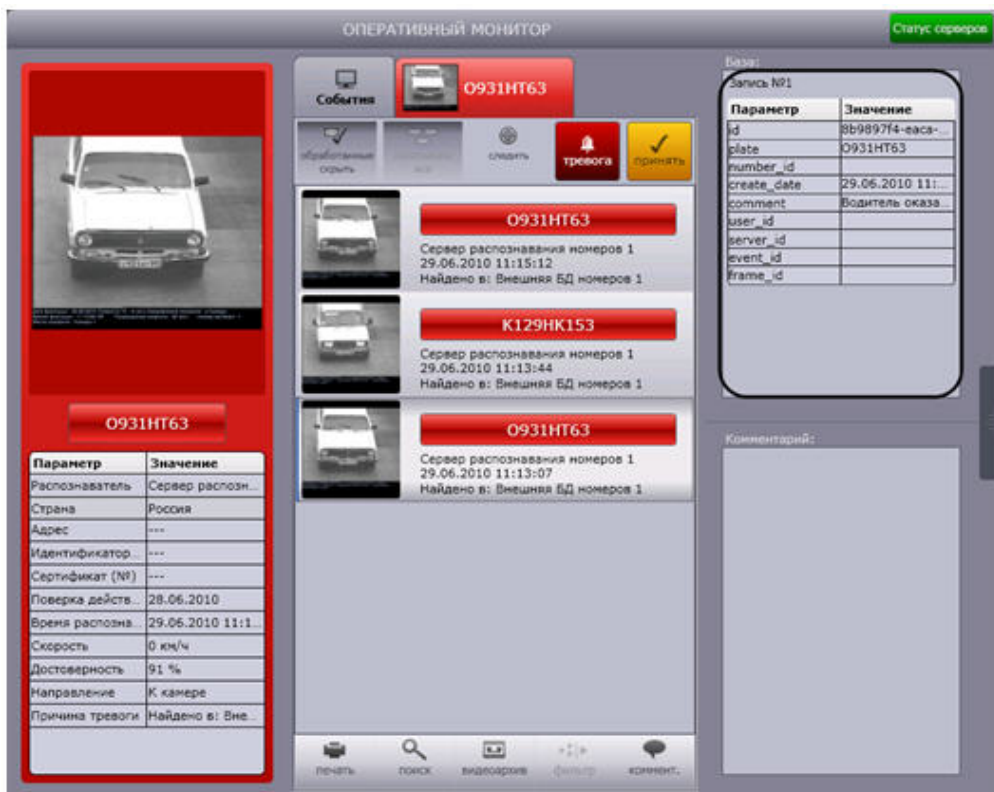 ОПЕРАТИВНЫЙ МОНИТОР
Статус серверов
О931НТ63
Параметр Значение
Распознаватель Сервер распозн...
Страна Россия
Адрес ---
Идентификатор... ---
Сертификат (№) ---
Поверка действ... 28.06.2010
Время распозна... 29.06.2010 11:1...
Скорость 0 км/ч
Достоверность 91 %
Направление К камере
Причина тревоги Найдено в: Вне...
События
О931НТ63
обработанные
скрыть
все
следить
тревога
принять
О931НТ63
Сервер распознавания номеров 1
29.06.2010 11:15:12
Найдено в: Внешняя БД номеров 1
К129НК153
Сервер распознавания номеров 1
29.06.2010 11:13:44
Найдено в: Внешняя БД номеров 1
О931НТ63
Сервер распознавания номеров 1
29.06.2010 11:13:07
Найдено в: Внешняя БД номеров 1
печать
поиск
видеоархив
фильтр
коммент.
База:
Запись №1
Параметр Значение
id 8b9897f4-eaca-...
plate О931НТ63
number_id
create_date 29.06.2010 11:...
comment Водитель оказа...
user_id
server_id
event_id
frame_id
Комментарий: